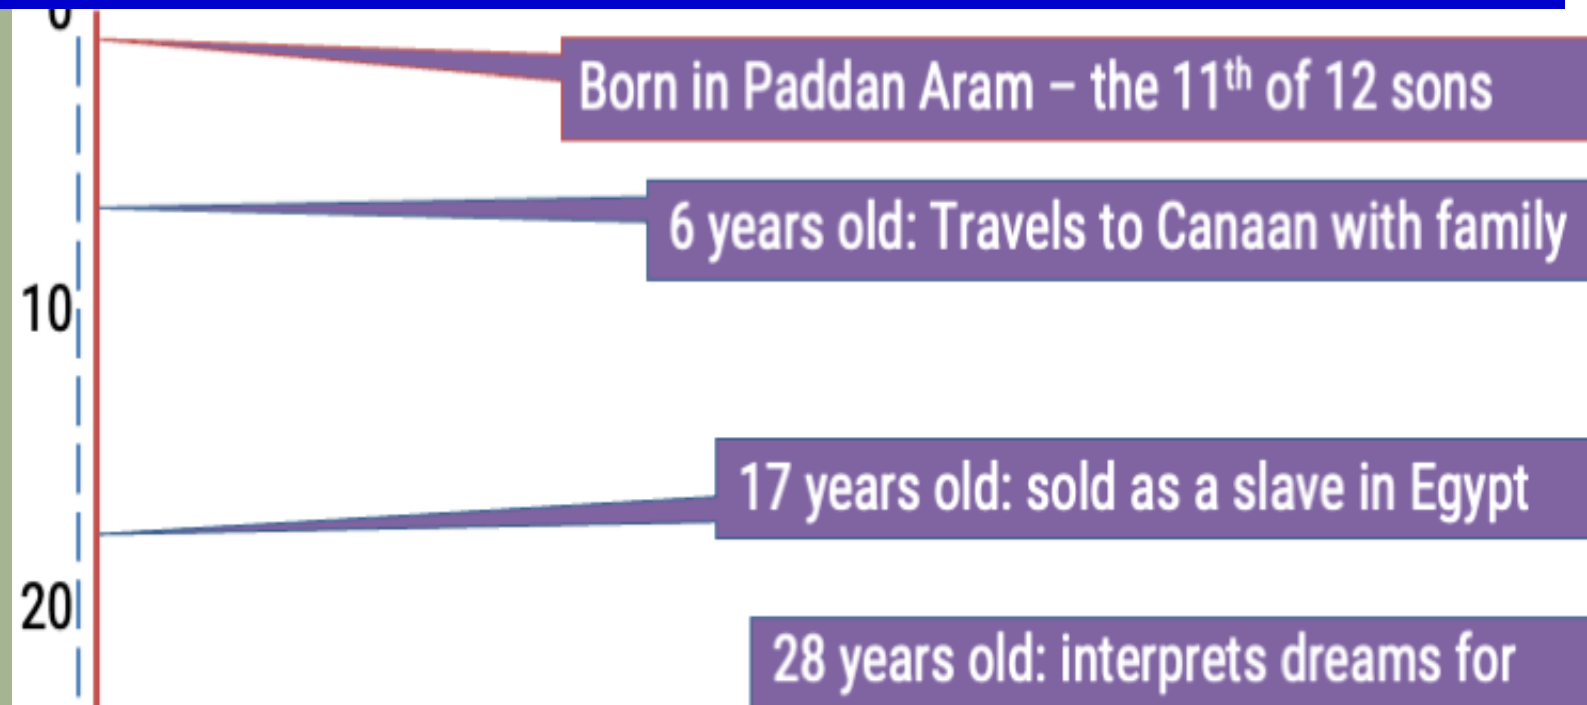 0
Born in Paddan Aram – the 11th of 12 sons
6 years old: Travels to Canaan with family
10
17 years old: sold as a slave in Egypt
20
28 years old: interprets dreams for